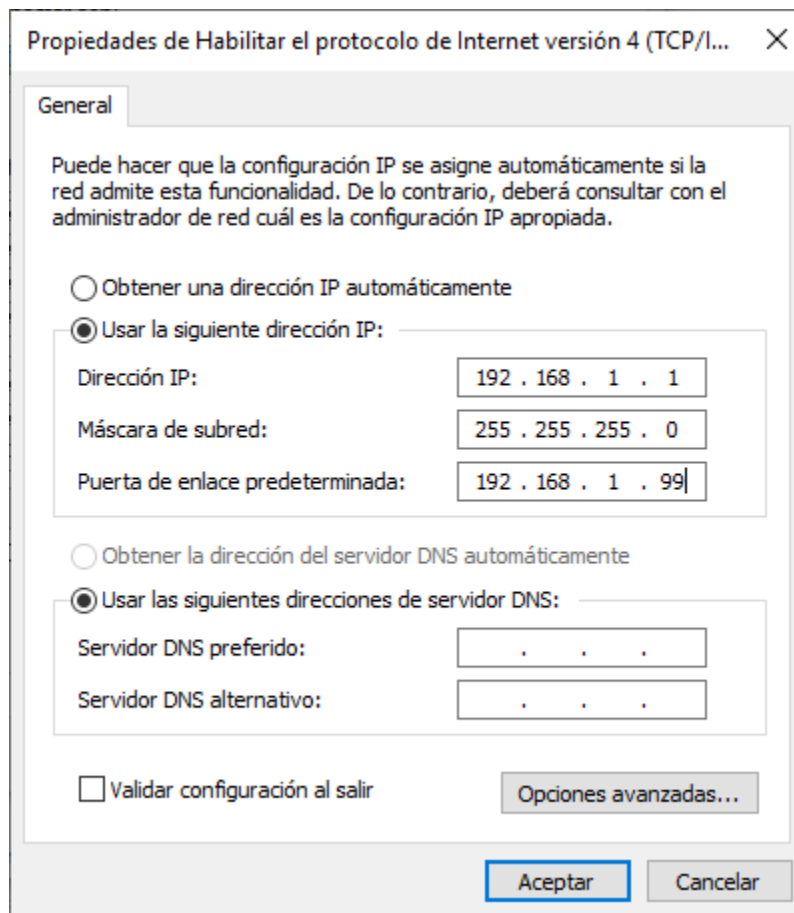 Propiedades de Habilitar el protocolo de Internet versión 4 (TCP/I...
General
Puede hacer que la configuración IP se asigne automáticamente si la
red admite esta funcionalidad. De lo contrario, deberá consultar con el
administrador de red cuál es la configuración IP apropiada.
Obtener una dirección IP automáticamente
Usar la siguiente dirección IP:
Dirección IP: 192 . 168 . 1 . 1
Máscara de subred: 255 . 255 . 255 . 0
Puerta de enlace predeterminada: 192 . 168 . 1 . 99
Obtener la dirección del servidor DNS automáticamente
Usar las siguientes direcciones de servidor DNS:
Servidor DNS preferido: . . .
Servidor DNS alternativo: . . .
Validar configuración al salir
Opciones avanzadas...
Aceptar Cancelar